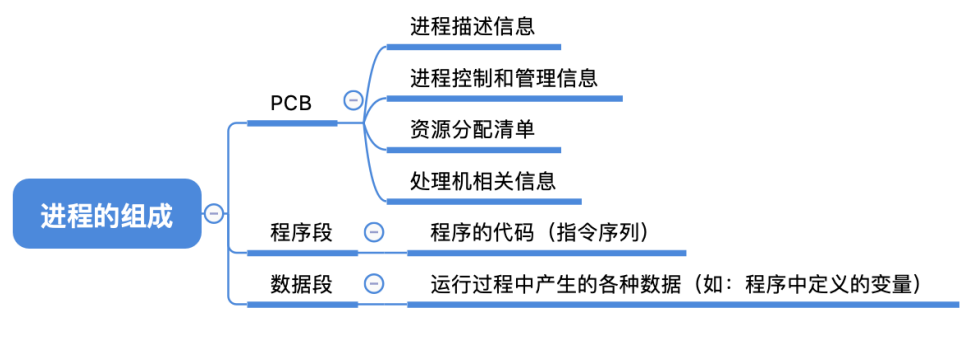 进程的组成
PCB
进程描述信息
进程控制和管理信息
资源分配清单
处理机相关信息
程序段
程序的代码（指令序列）
数据段
运行过程中产生的各种数据（如：程序中定义的变量）